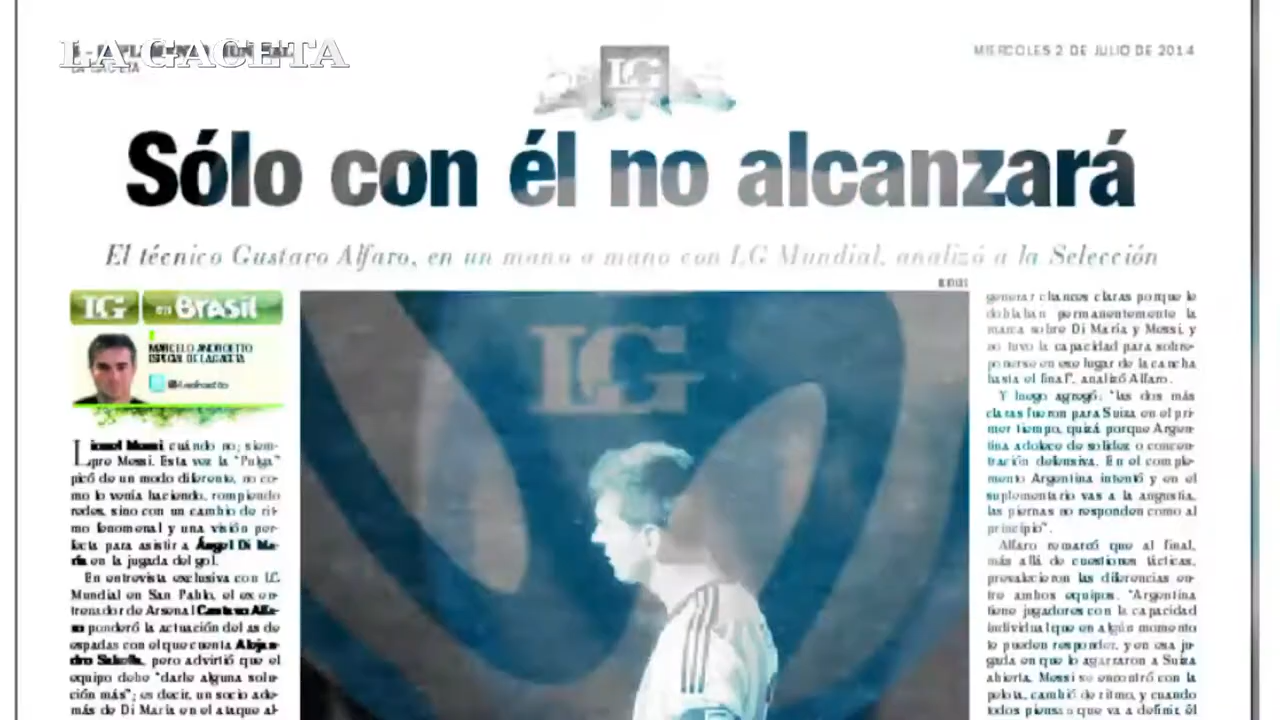 LA GACETA
LA GACETA
MIERCOLES 2 DE JULIO DE 2014
LG
Sólo con él no alcanzará
El técnico Gustavo Alfaro, en un mano a mano con LG Mundial, analizó a la Selección
LG en Brasil
MARCELO ANDROETTO
ESPECIAL DE LA GACETA
Lionel Messi, cuándo no; siem-
pre Messi. Esta vez la "Pulga"
picó de un modo diferente, no co-
mo lo venía haciendo, rompiendo
redes, sino con un cambio de rit-
mo fenomenal y una visión per-
fecta para asistir a Ángel Di Ma-
ría en la jugada del gol.
En entrevista exclusiva con LG
Mundial en San Pablo, el ex en-
trenador de Arsenal Gustavo Alfa-
ro ponderó la actuación del as de
espadas con el que cuenta Alejan-
dro Sabella, pero advirtió que el
equipo debe "darle alguna solu-
ción más"; es decir, un socio ade-
más de Di María en el ataque al-
LG
generar chances claras porque le
doblaban permanentemente la
marca sobre Di María y Messi, y
no tuvo la capacidad para sobre-
ponerse en ese lugar de la cancha
hasta el final", analizó Alfaro.
Y luego agregó: "las dos más
claras fueron para Suiza en el pri-
mer tiempo, quizá porque Argen-
tina adolece de solidez o concen-
tración defensiva. En el comple-
mento Argentina intentó y en el
suplementario vas a la angustia,
las piernas no responden como al
principio".
Alfaro remarcó que al final,
más allá de cuestiones tácticas,
prevalecieron las diferencias en-
tre ambos equipos. "Argentina
tiene jugadores con la capacidad
individual que en algún momento
te pueden responder, y en esa ju-
gada en que lo agarraron a Suiza
abierta, Messi se encontró con la
pelota, cambió de ritmo, y cuando
todos piensan que va a definir él